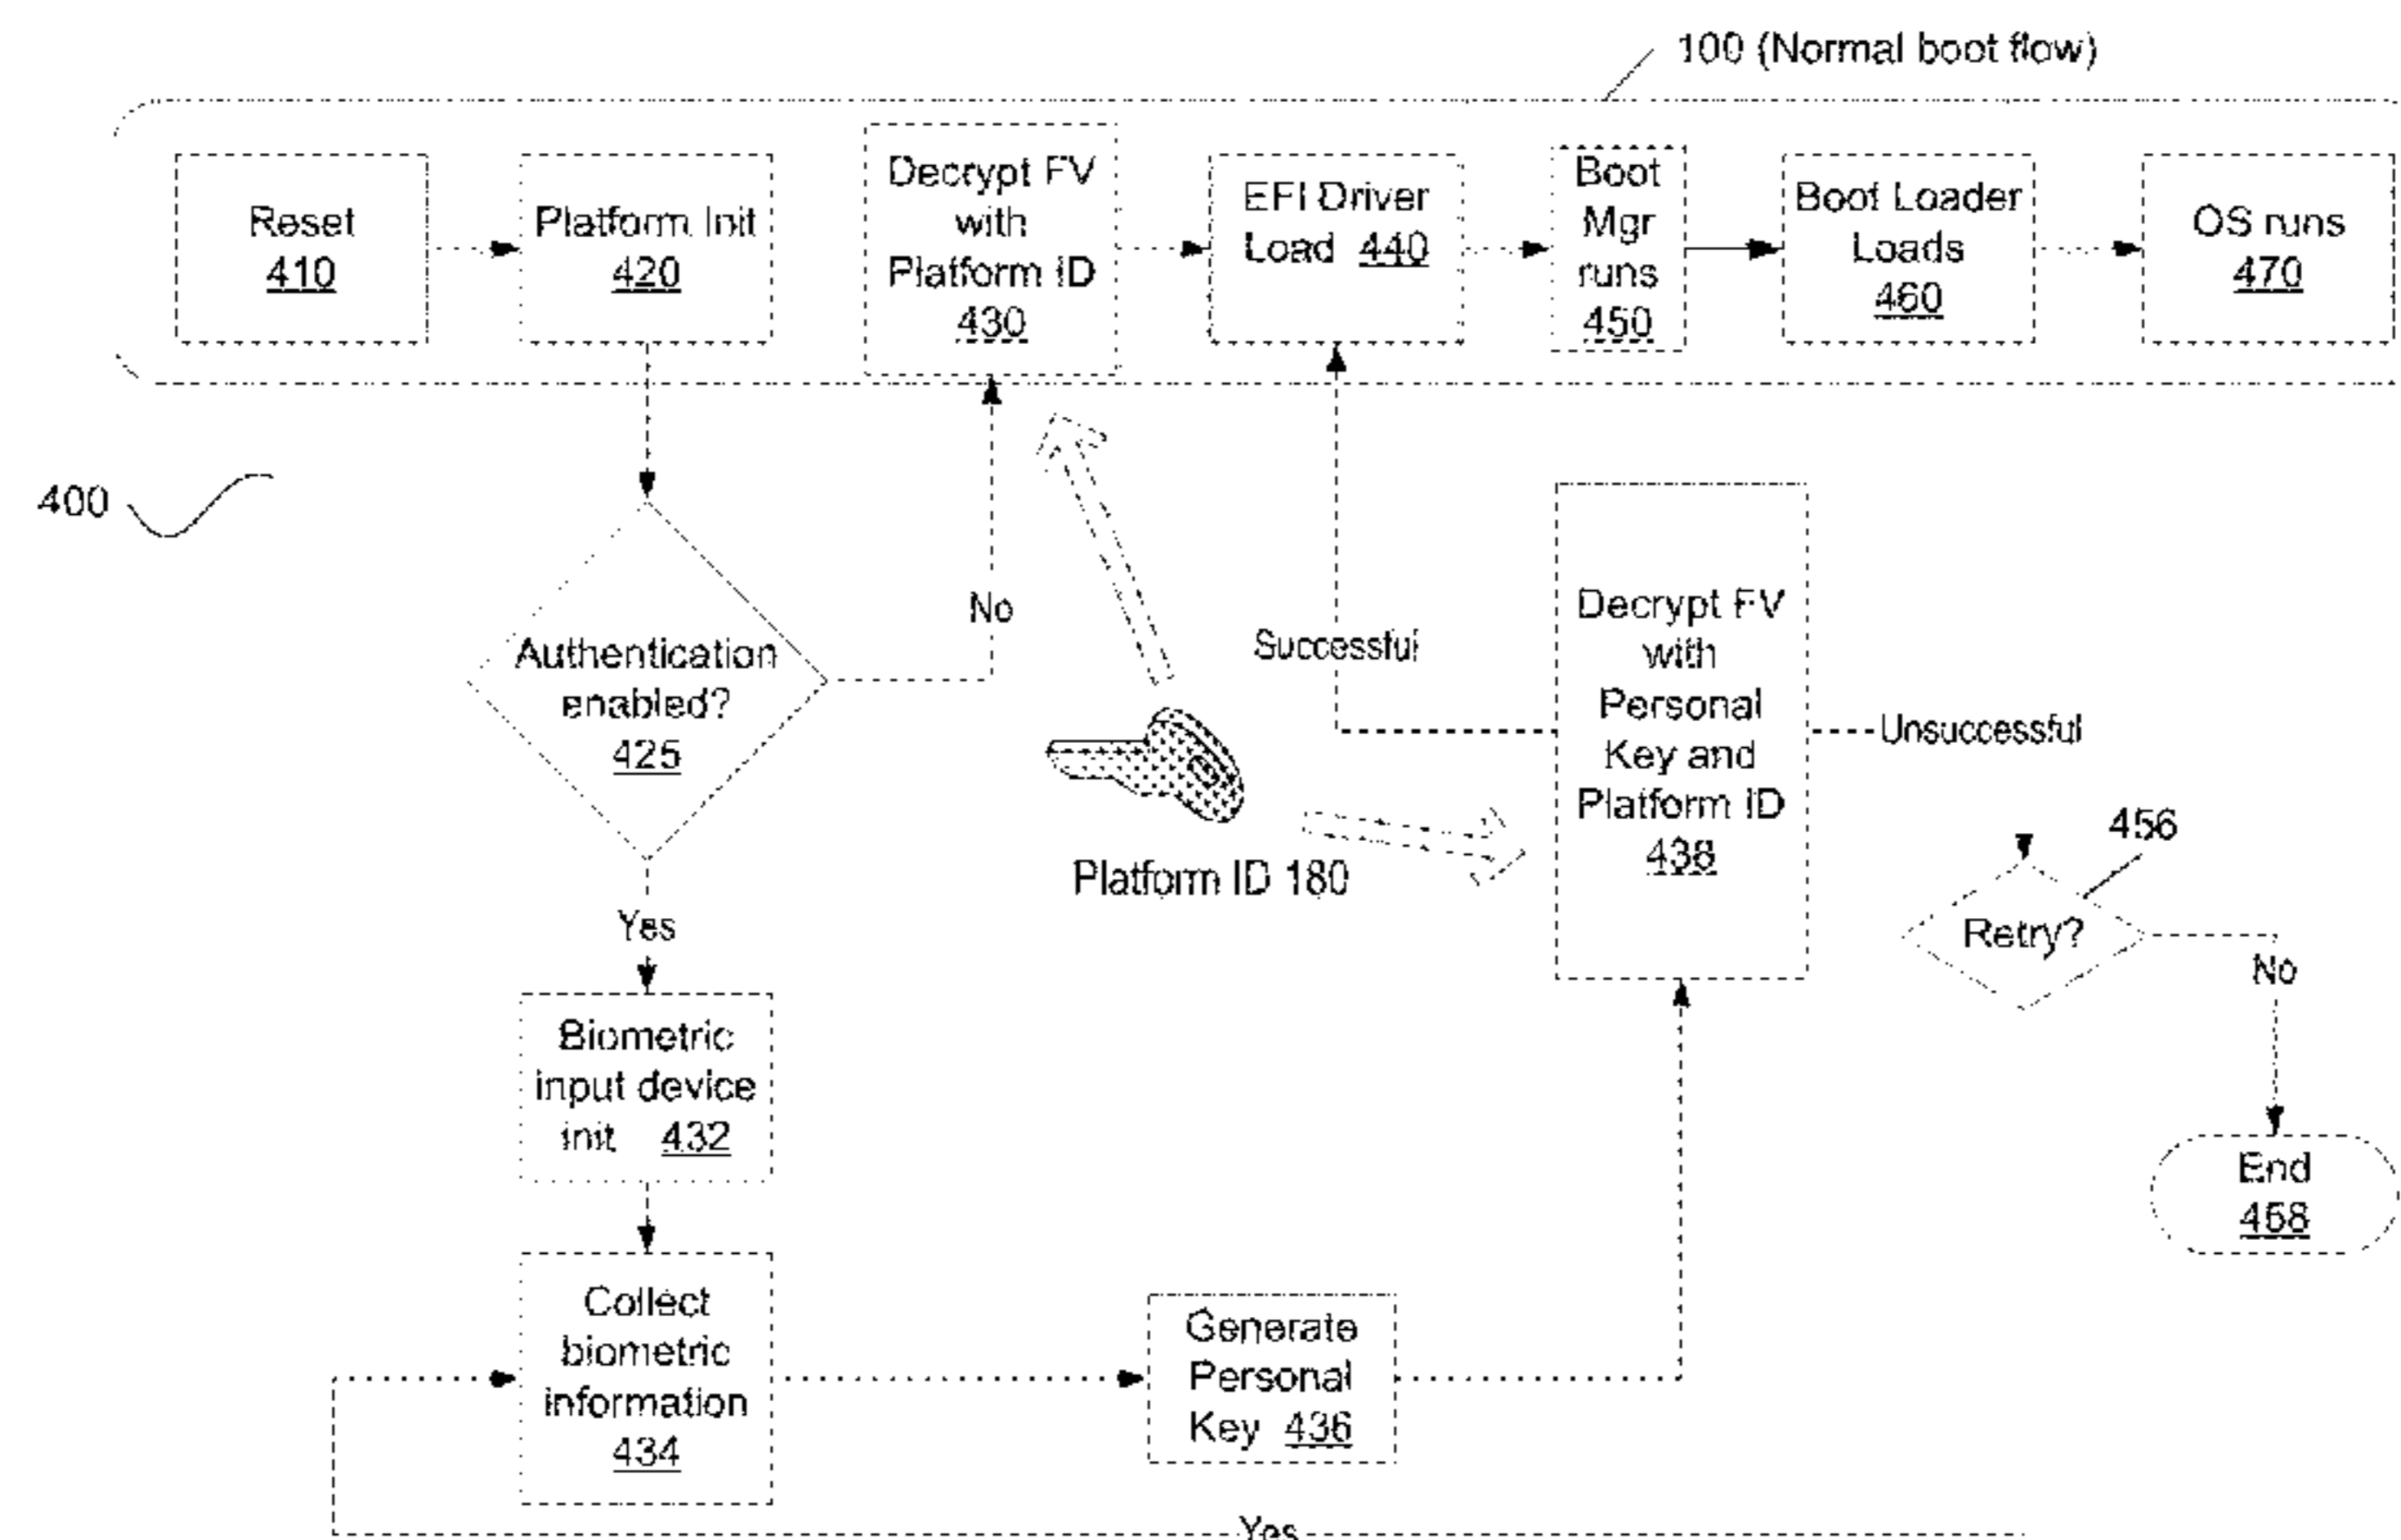 100 (Normal boot flow)
Reset
410
Platform Init
420
Decrypt FV
with
Platform ID
430
EFI Driver
Load 440
Boot
Mgr
runs
450
Boot Loader
Loads
460
OS runs
470
400
Authentication
enabled?
425
No
Successful
Decrypt FV
with
Personal
Key and
Platform ID
438
Unsuccessful
Platform ID 180
456
Retry?
No
Yes
Biometric
input device
init 432
End
458
Collect
biometric
information
434
Generate
Personal
Key 436
Yes